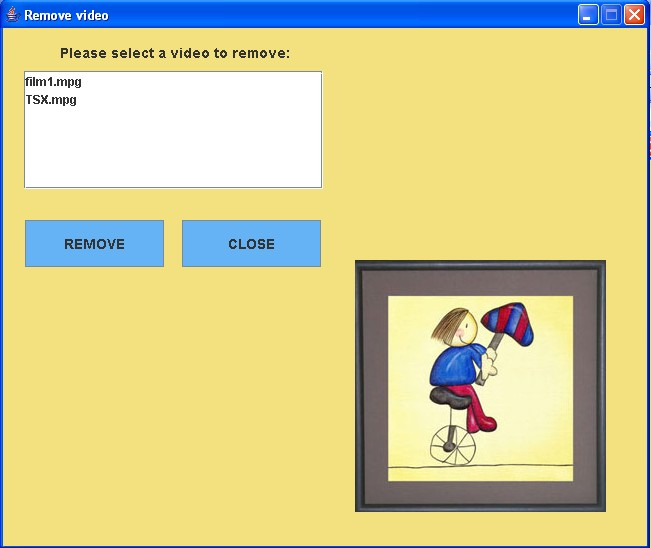 Remove video
Please select a video to remove:
film1.mpg
TSX.mpg
REMOVE CLOSE